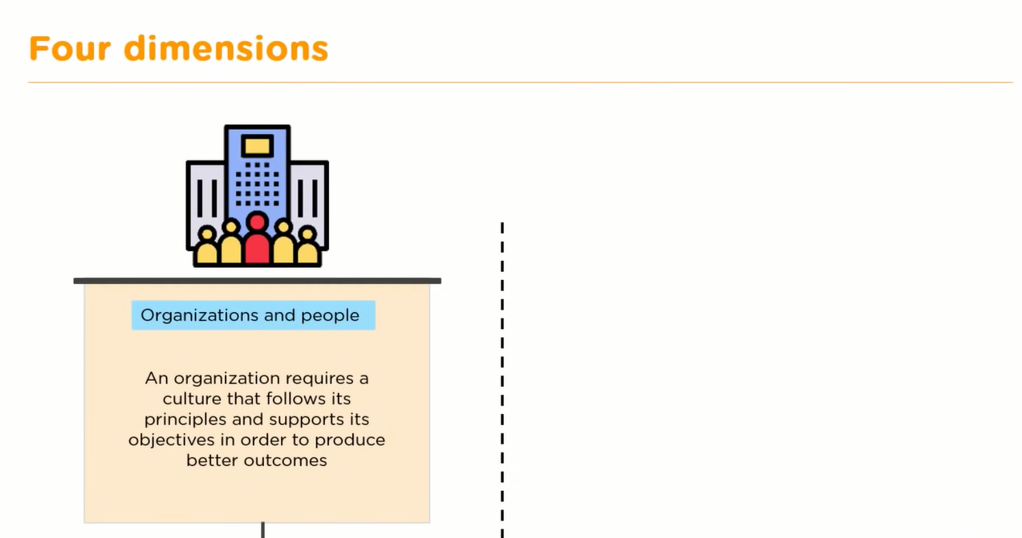 Four dimensions
Organizations and people
An organization requires a
culture that follows its
principles and supports its
objectives in order to produce
better outcomes